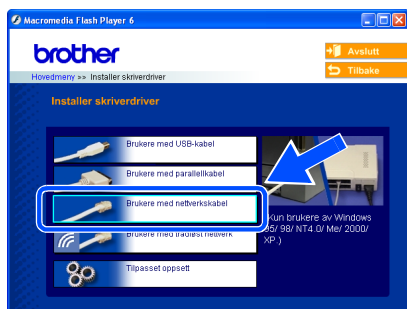 Macromedia Flash Player 6
brother
Avslutt
Tilbake
Hovedmeny »» Installer skriverdriver
Installer skriverdriver
Brukere med USB-kabel
Brukere med parallellkabel
Brukere med nettverkskabel
Brukere med trådløst nettverk
Tilpasset oppsett
(Kun brukere av Windows
95/ 98/ NT4.0/ Me/ 2000/
XP.)